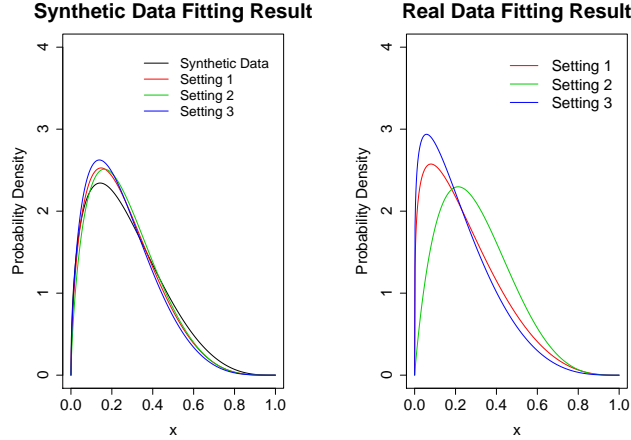 Synthetic Data Fitting Result
Probability Density
4
3
2
1
0
Synthetic Data
Setting 1
Setting 2
Setting 3
0.0 0.2 0.4 0.6 0.8 1.0
x
Real Data Fitting Result
Probability Density
4
3
2
1
0
Setting 1
Setting 2
Setting 3
0.0 0.2 0.4 0.6 0.8 1.0
x